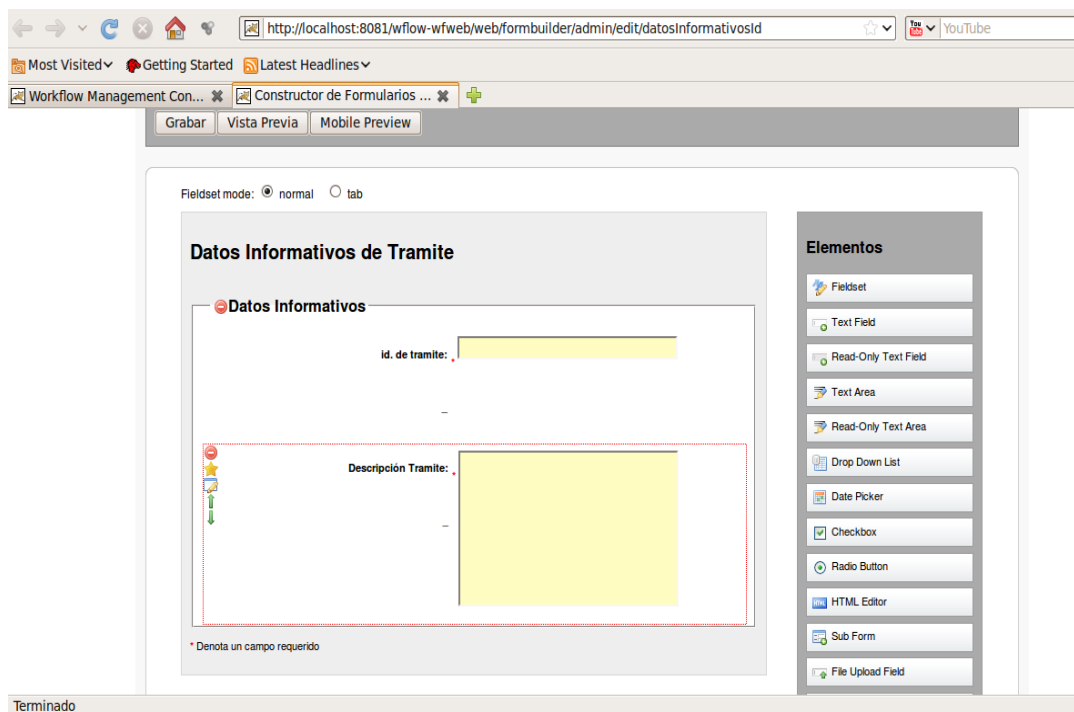 http://localhost:8081/wflow-wfweb/web/formbuilder/admin/edit/datosInformativosId
You Tube YouTube
Most Visited Getting Started Latest Headlines
Workflow Management Con... Constructor de Formularios ...
Grabar Vista Previa Mobile Preview
Fieldset mode: normal tab
Datos Informativos de Tramite
Datos Informativos
id. de tramite: *
–
Descripción Tramite: *
–
* Denota un campo requerido
Elementos
Fieldset
Text Field
Read-Only Text Field
Text Area
Read-Only Text Area
Drop Down List
Date Picker
Checkbox
Radio Button
HTML HTML Editor
Sub Form
File Upload Field
Terminado